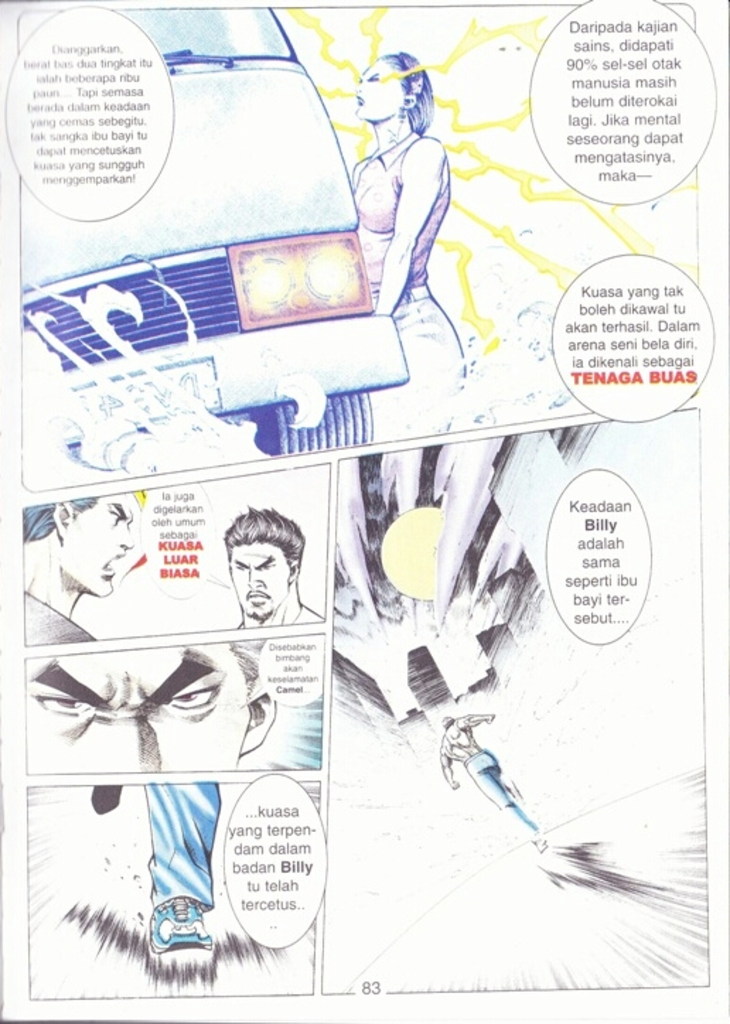 Dianggarkan,
berat bas dua tingkat itu
ialah beberapa ribu
paun.... Tapi semasa
berada dalam keadaan
yang cemas sebegitu,
tak sangka ibu bayi tu
dapat mencetuskan
kuasa yang sungguh
menggemparkan!
Daripada kajian
sains, didapati
90% sel-sel otak
manusia masih
belum diterokai
lagi. Jika mental
seseorang dapat
mengatasinya,
maka—
Kuasa yang tak
boleh dikawal tu
akan terhasil. Dalam
arena seni bela diri,
ia dikenali sebagai
TENAGA BUAS
Ia juga
digelarkan
oleh umum
sebagai
KUASA
LUAR
BIASA
Disebabkan
bimbang
akan
keselamatan
Camel...
...kuasa
yang terpen-
dam dalam
badan Billy
tu telah
tercetus..
..
Keadaan
Billy
adalah
sama
seperti ibu
bayi ter-
sebut....
83